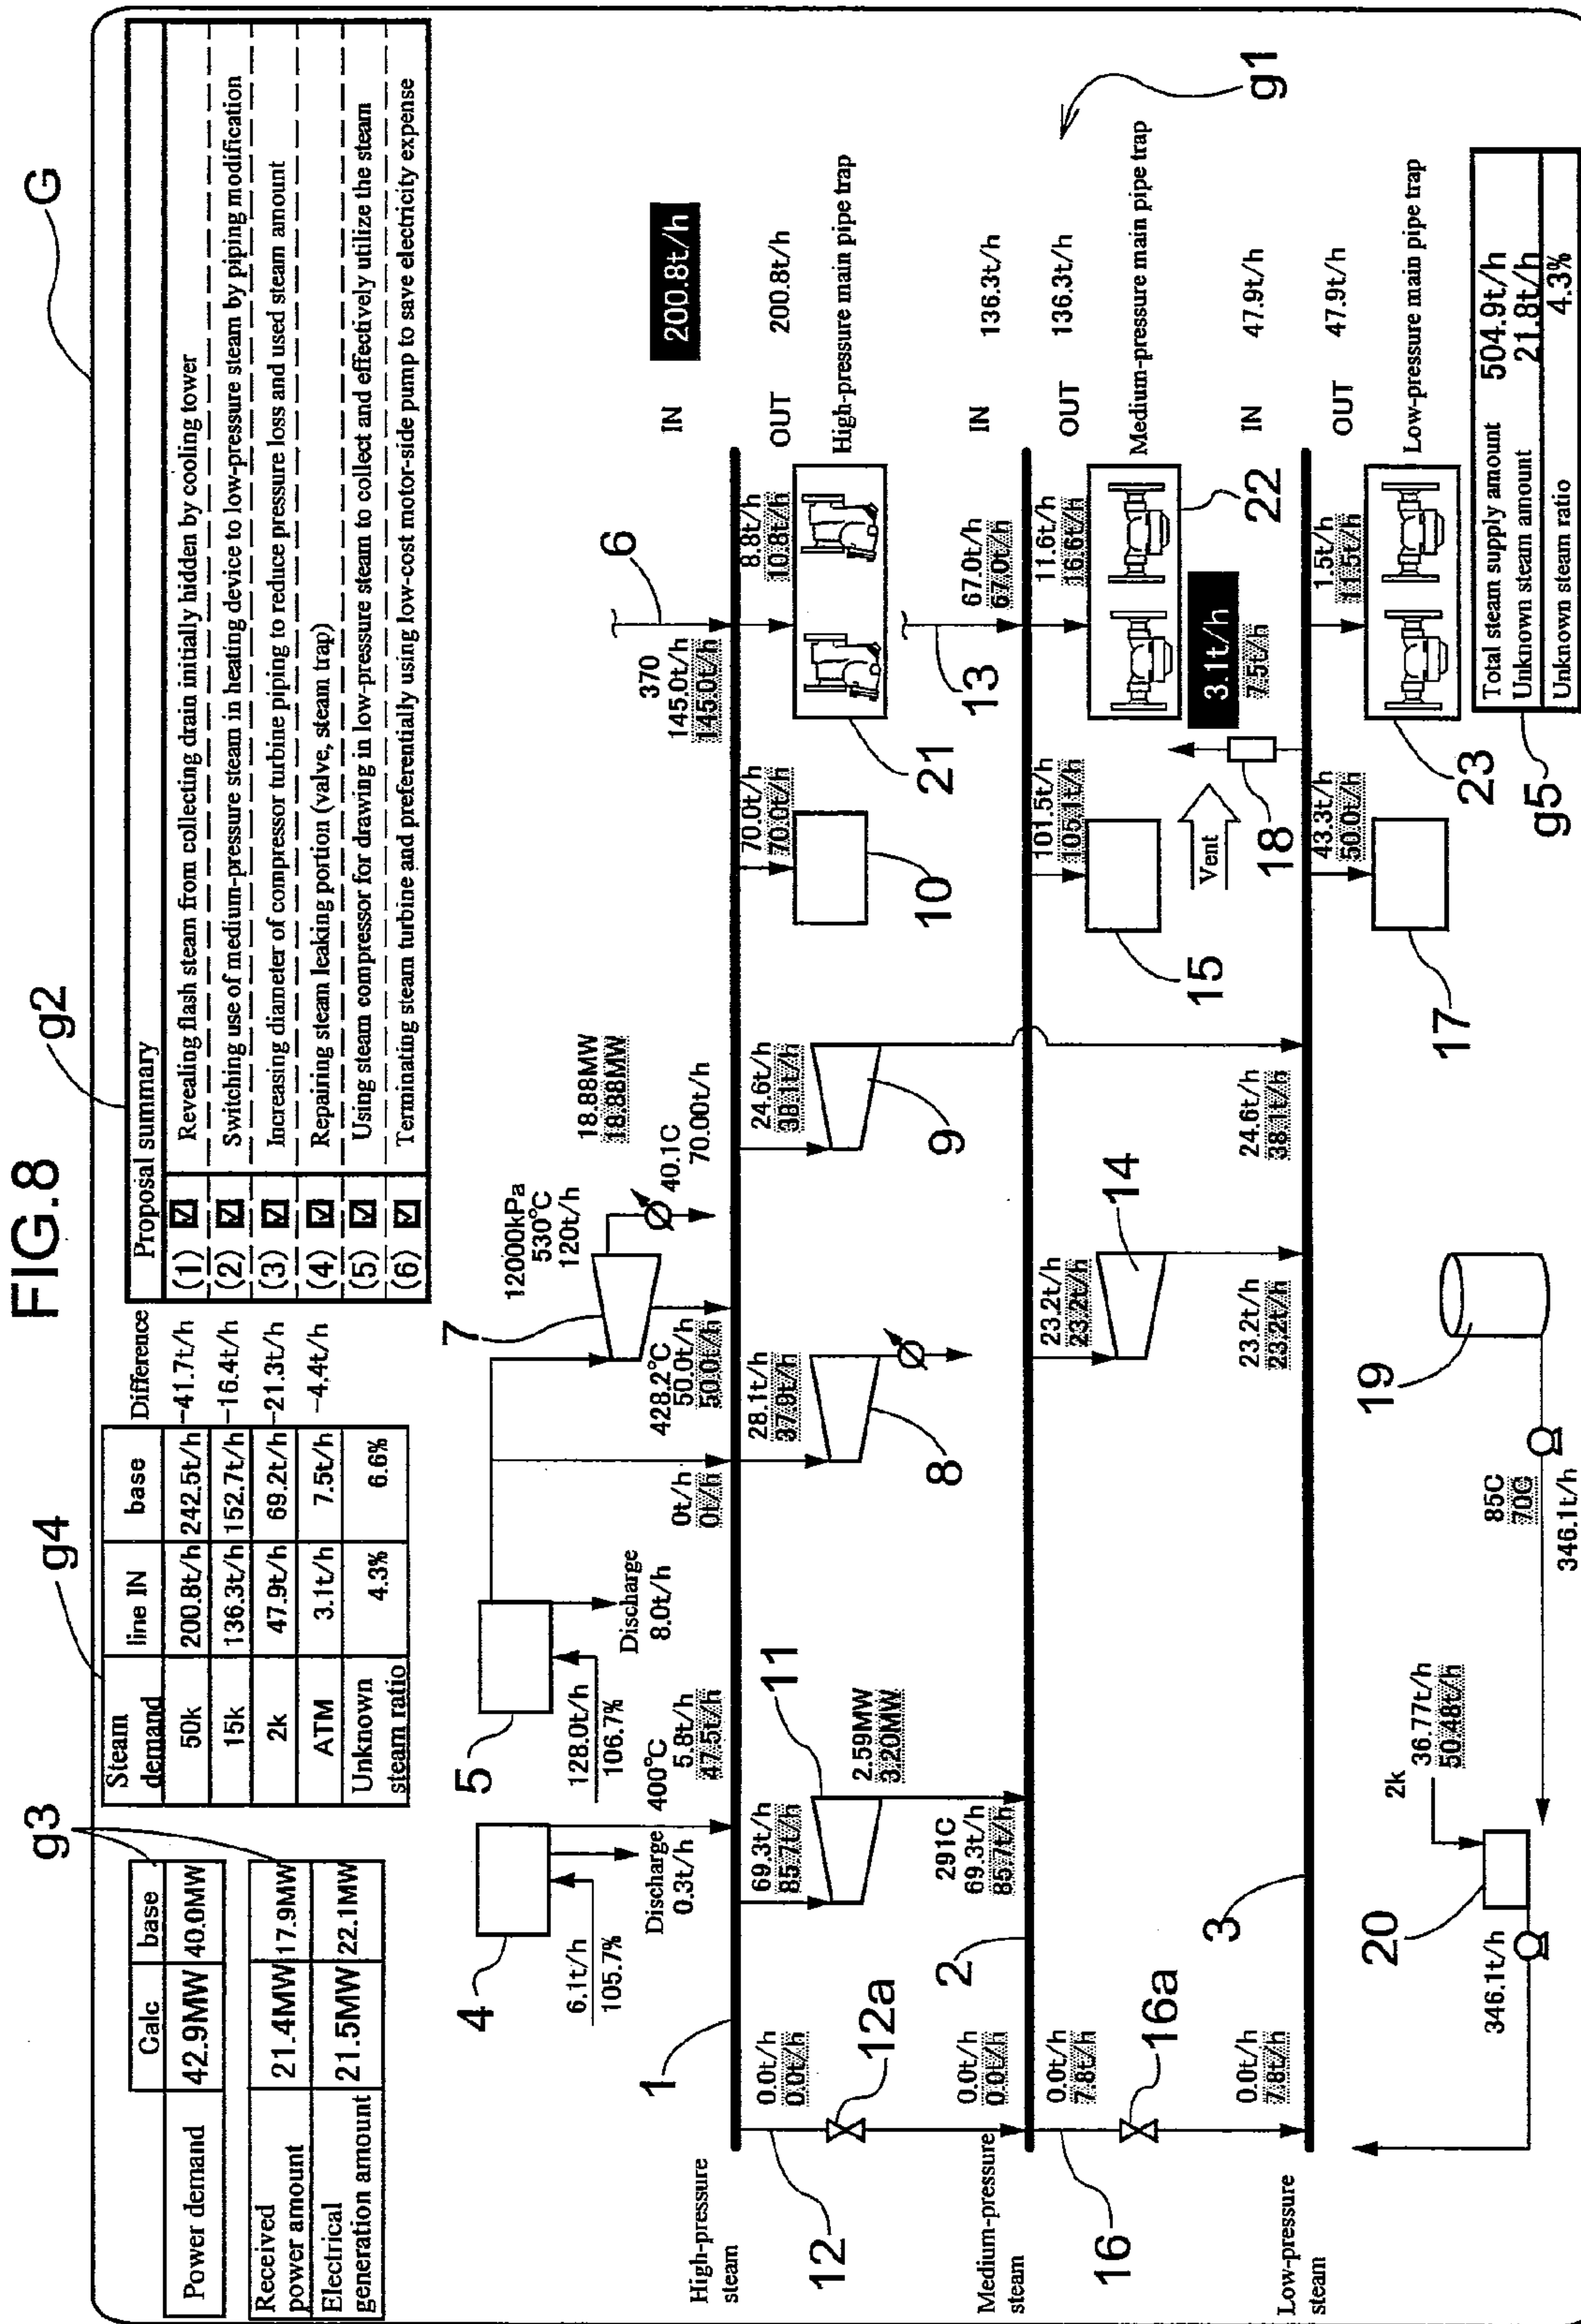 FIG.8
G
g3
g4
g2
Calc
base
Power demand
42.9MW
40.0MW
Received
power amount
21.4MW
17.9MW
Electrical
generation amount
21.5MW
22.1MW
Steam
demand
line IN
base
Difference
50k
200.8t/h
242.5t/h
−41.7t/h
15k
136.3t/h
152.7t/h
−16.4t/h
2k
47.9t/h
69.2t/h
−21.3t/h
ATM
3.1t/h
7.5t/h
−4.4t/h
Unknown
steam ratio
4.3%
6.6%
Proposal summary
(1) ☑ Revealing flash steam from collecting drain initially hidden by cooling tower
(2) ☑ Switching use of medium-pressure steam in heating device to low-pressure steam by piping modification
(3) ☑ Increasing diameter of compressor turbine piping to reduce pressure loss and used steam amount
(4) ☑ Repairing steam leaking portion (valve, steam trap)
(5) ☑ Using steam compressor for drawing in low-pressure steam to collect and effectively utilize the steam
(6) ☑ Terminating steam turbine and preferentially using low-cost motor-side pump to save electricity expense
4
6.1t/h
105.7%
Discharge
0.3t/h
400°C
5.8t/h
47.5t/h
5
128.0t/h
106.7%
Discharge
8.0t/h
0t/h
0t/h
7
428.2°C
50.0t/h
50.0t/h
12000kPa
530°C
120t/h
18.88MW
18.88MW
40.1C
70.00t/h
6
370
145.0t/h
145.0t/h
IN
200.8t/h
High-pressure
steam
1
12
0.0t/h
0.0t/h
12a
69.3t/h
85.7t/h
11
2.59MW
3.20MW
28.1t/h
37.9t/h
8
24.6t/h
38.1t/h
9
70.0t/h
70.0t/h
10
8.8t/h
10.8t/h
21
OUT
200.8t/h
High-pressure main pipe trap
g1
Medium-pressure
steam
0.0t/h
0.0t/h
2
291C
69.3t/h
85.7t/h
13
67.0t/h
67.0t/h
IN
136.3t/h
16
0.0t/h
7.8t/h
16a
23.2t/h
23.2t/h
14
101.5t/h
105.1t/h
15
11.6t/h
16.6t/h
22
OUT
136.3t/h
Medium-pressure main pipe trap
Low-pressure
steam
0.0t/h
7.8t/h
3
23.2t/h
23.2t/h
24.6t/h
38.1t/h
Vent
18
3.1t/h
7.5t/h
IN
47.9t/h
43.3t/h
50.0t/h
17
1.5t/h
11.5t/h
23
OUT
47.9t/h
Low-pressure main pipe trap
346.1t/h
20
2k
36.77t/h
50.48t/h
85C
70C
346.1t/h
19
g5
Total steam supply amount
504.9t/h
Unknown steam amount
21.8t/h
Unknown steam ratio
4.3%